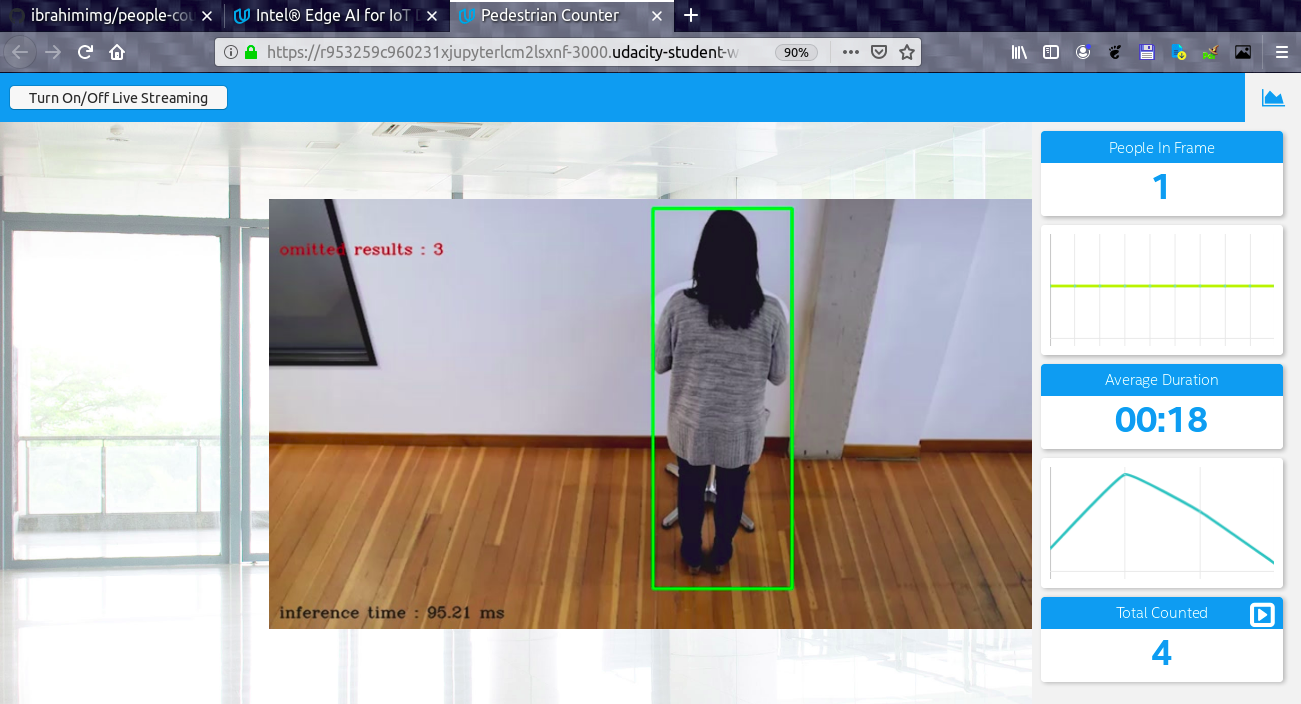 ibrahimimg/people-cou
Intel® Edge AI for IoT D
Pedestrian Counter
https://r953259c960231xjupyterlcm2lsxnf-3000.udacity-student-w
90%
Turn On/Off Live Streaming
People In Frame
1
omitted results : 3
Average Duration
00:18
inference time : 95.21 ms
Total Counted
4